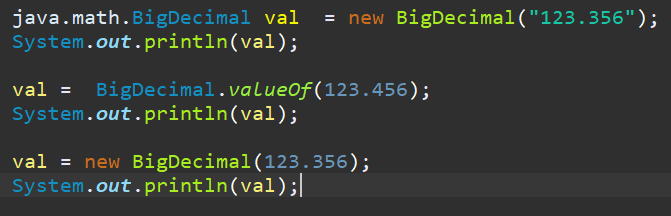 java.math.BigDecimal val  = new BigDecimal("123.356");
System.out.println(val);
val =  BigDecimal.valueOf(123.456);
System.out.println(val);
val = new BigDecimal(123.356);
System.out.println(val);